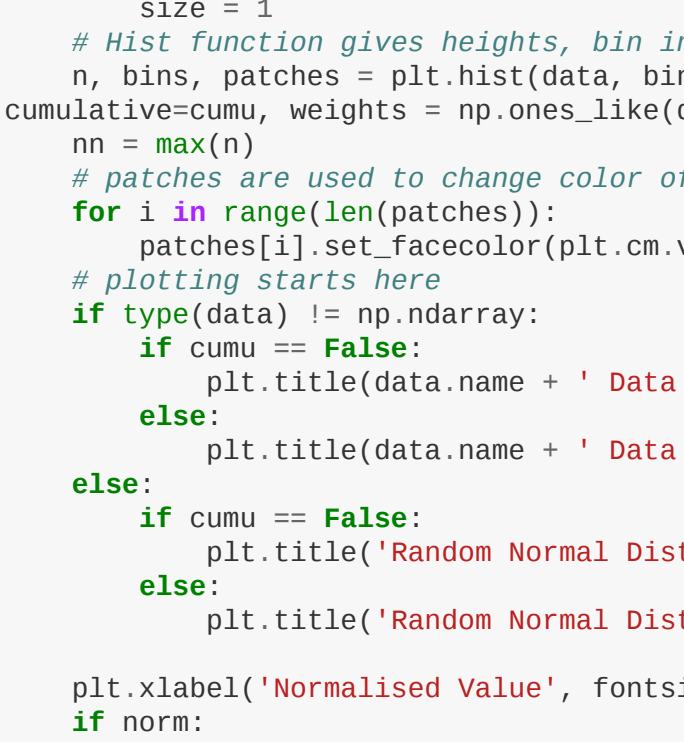 size = 1
    # Hist function gives heights, bin in
    n, bins, patches = plt.hist(data, bin
cumulative=cumu, weights = np.ones_like(d
    nn = max(n)
    # patches are used to change color of
    for i in range(len(patches)):
        patches[i].set_facecolor(plt.cm.v
    # plotting starts here
    if type(data) != np.ndarray:
        if cumu == False:
            plt.title(data.name + ' Data
        else:
            plt.title(data.name + ' Data
    else:
        if cumu == False:
            plt.title('Random Normal Dist
        else:
            plt.title('Random Normal Dist
    plt.xlabel('Normalised Value', fontsi
    if norm: